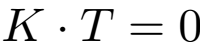 K · T = 0